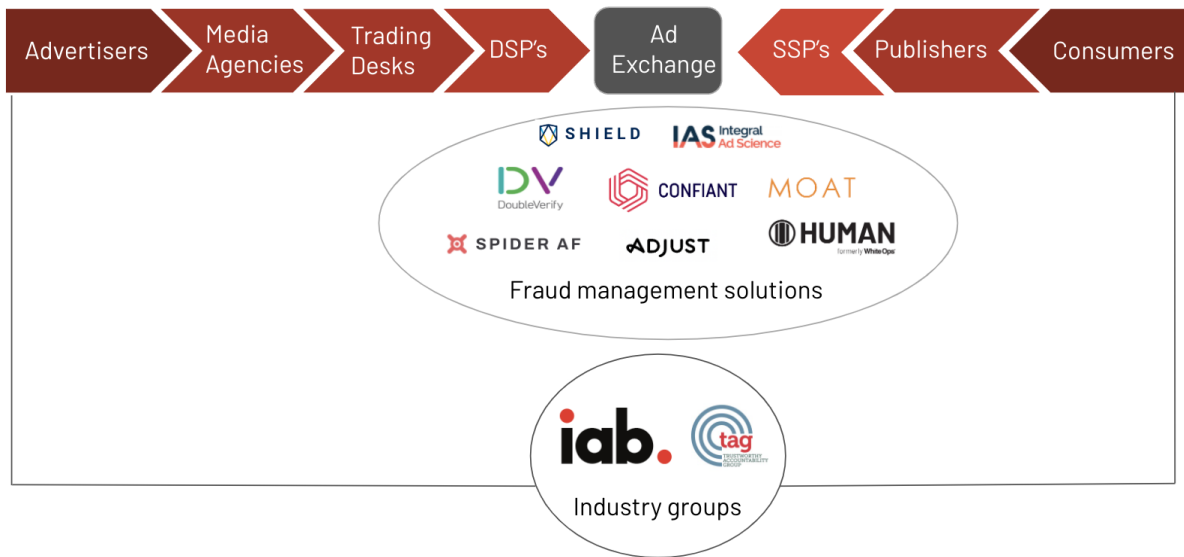 Advertisers
Media
Agencies
Trading
Desks
DSP's
Ad
Exchange
SSP's
Publishers
Consumers
SHIELD
IAS Integral
Ad Science
DV
DoubleVerify
CONFIANT
MOAT
SPIDER AF
ADJUST
HUMAN
formerly White Ops
Fraud management solutions
iab.
tag
TRUSTWORTHY
ACCOUNTABILITY
GROUP
Industry groups